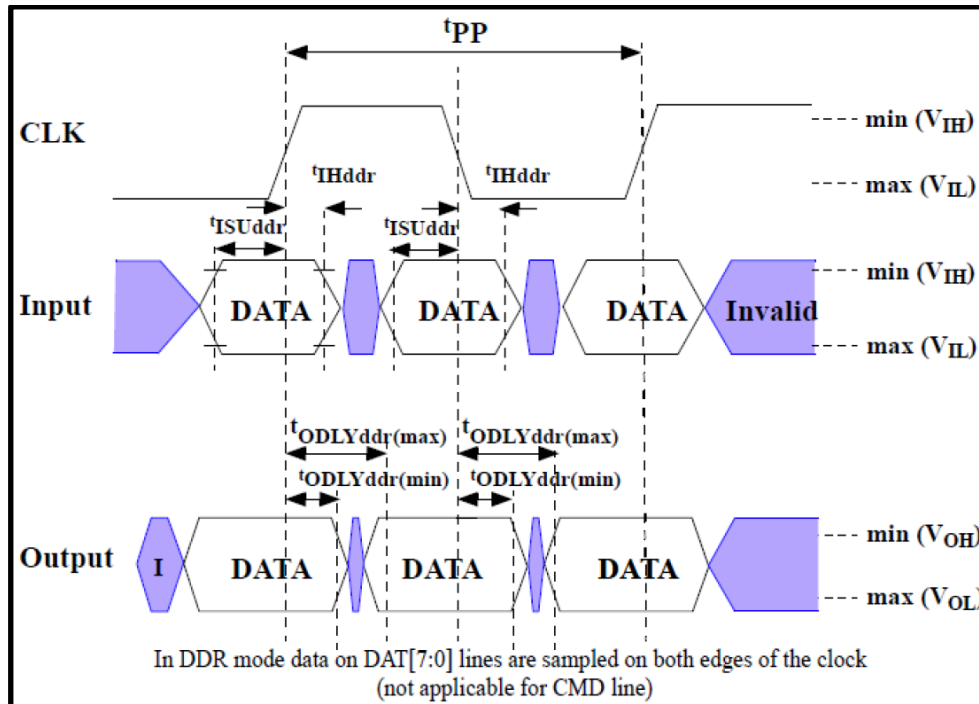 tPP
CLK
min (VIH)
max (VIL)
tIHddr
tIHddr
tISUddr
tISUddr
Input
DATA
DATA
DATA
Invalid
min (VIH)
max (VIL)
tODLYddr(max)
tODLYddr(max)
tODLYddr(min)
tODLYddr(min)
Output
I
DATA
DATA
DATA
min (VOH)
max (VOL)
In DDR mode data on DAT[7:0] lines are sampled on both edges of the clock
(not applicable for CMD line)